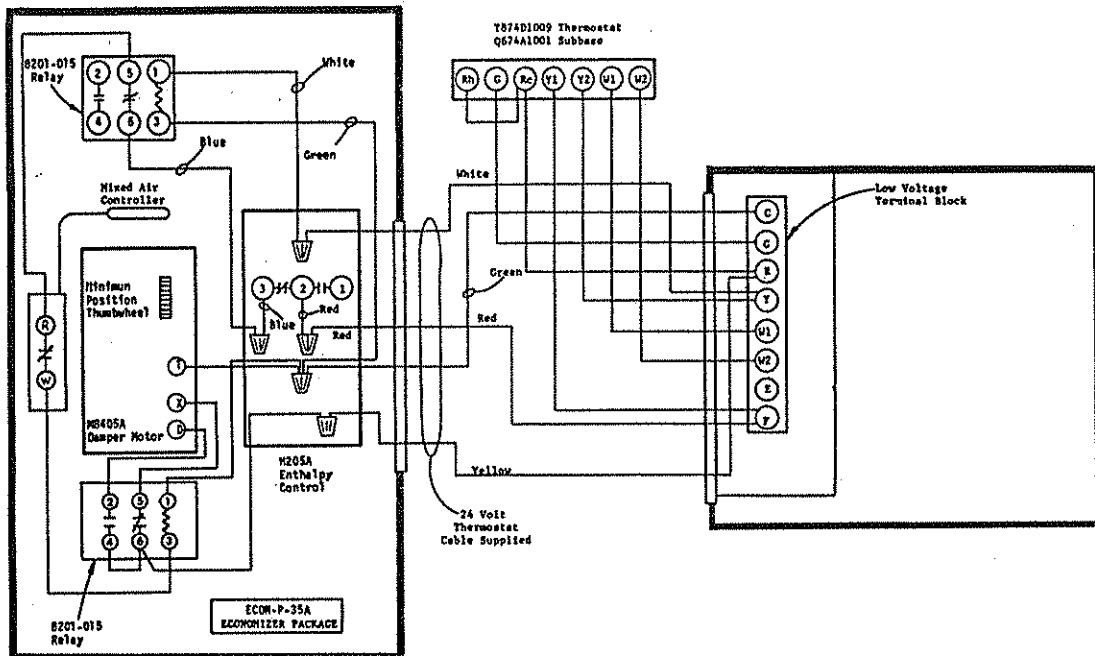 T874D1009 Thermostat
Q674A1001 Subbase
Rh G Rc Y1 Y2 W1 W2
8201-015
Relay
2 5 1
4 6 3
White
Green
Blue
Mixed Air
Controller
Minimun
Position
Thumbwheel
R
W
T
X
D
M8405A
Damper Motor
3 2 1
Blue
Red
Red
H205A
Enthalpy
Control
2 5 1
4 6 3
8201-015
Relay
ECON-P-35A
ECONOMIZER PACKAGE
White
Green
Red
Yellow
24 Volt
Thermostat
Cable Supplied
Low Voltage
Terminal Block
C
G
R
Y
W1
W2
E
F